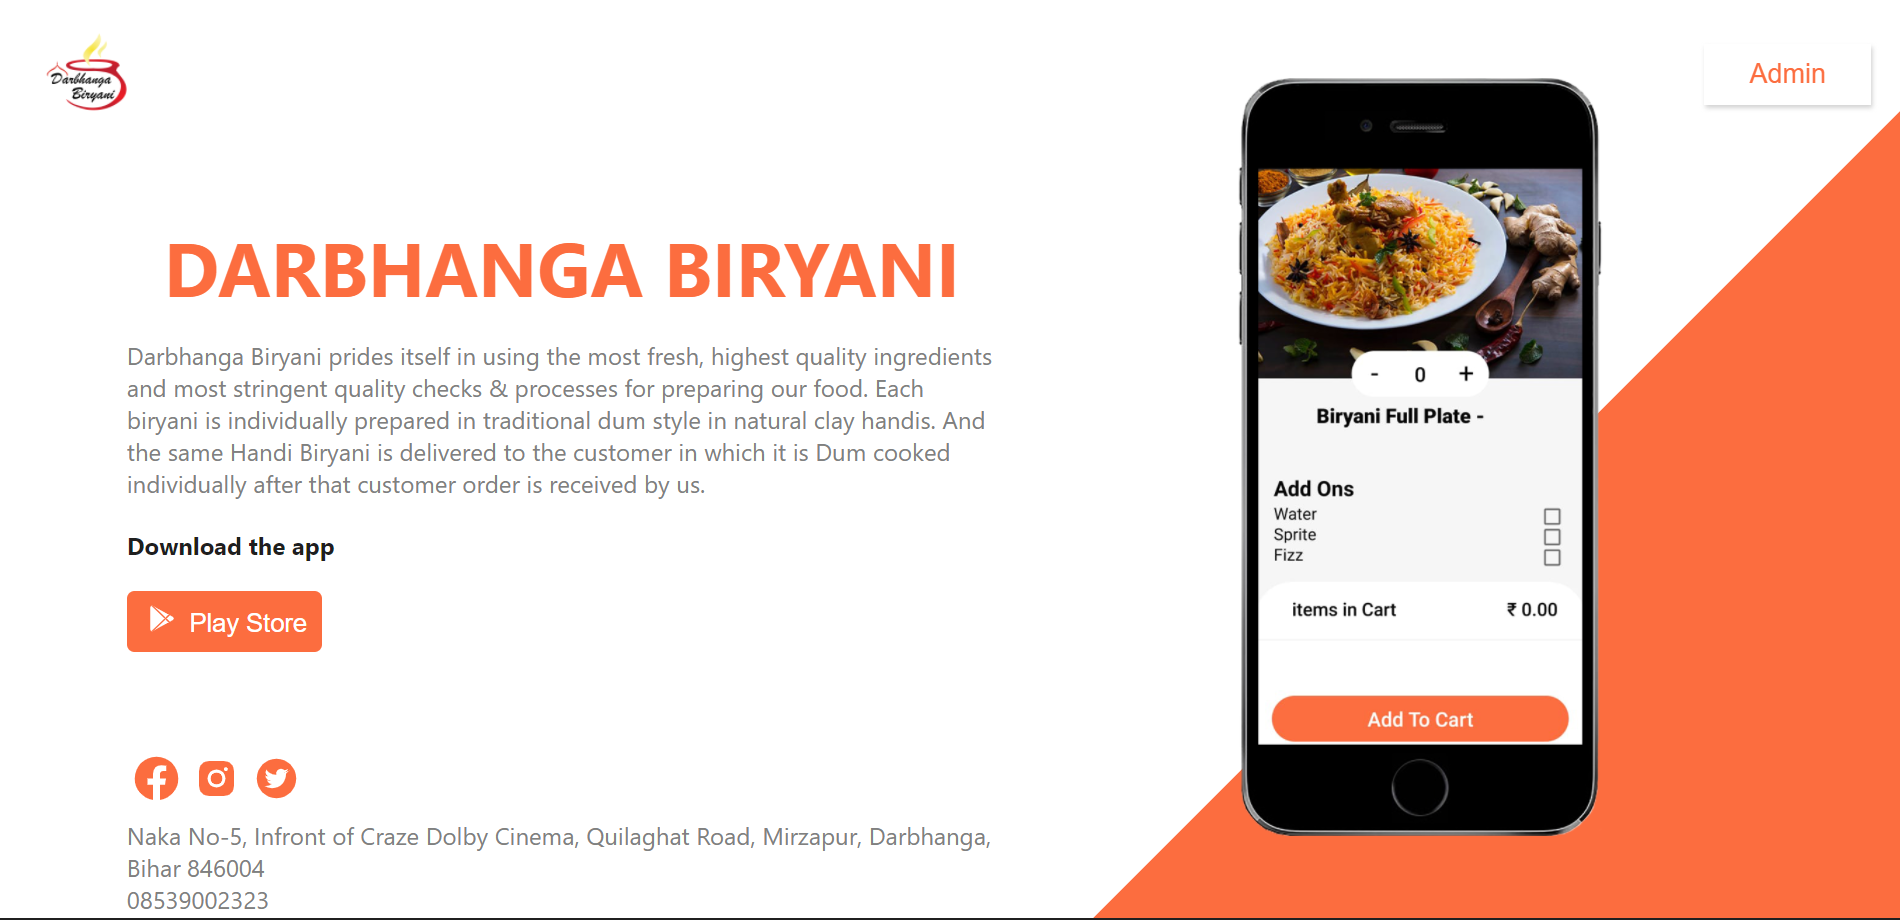 Darbhanga
Biryani
Admin
DARBHANGA BIRYANI
Darbhanga Biryani prides itself in using the most fresh, highest quality ingredients
and most stringent quality checks & processes for preparing our food. Each
biryani is individually prepared in traditional dum style in natural clay handis. And
the same Handi Biryani is delivered to the customer in which it is Dum cooked
individually after that customer order is received by us.
Download the app
Play Store
Naka No-5, Infront of Craze Dolby Cinema, Quilaghat Road, Mirzapur, Darbhanga,
Bihar 846004
08539002323
- 0 +
Biryani Full Plate -
Add Ons
Water
Sprite
Fizz
items in Cart ₹ 0.00
Add To Cart